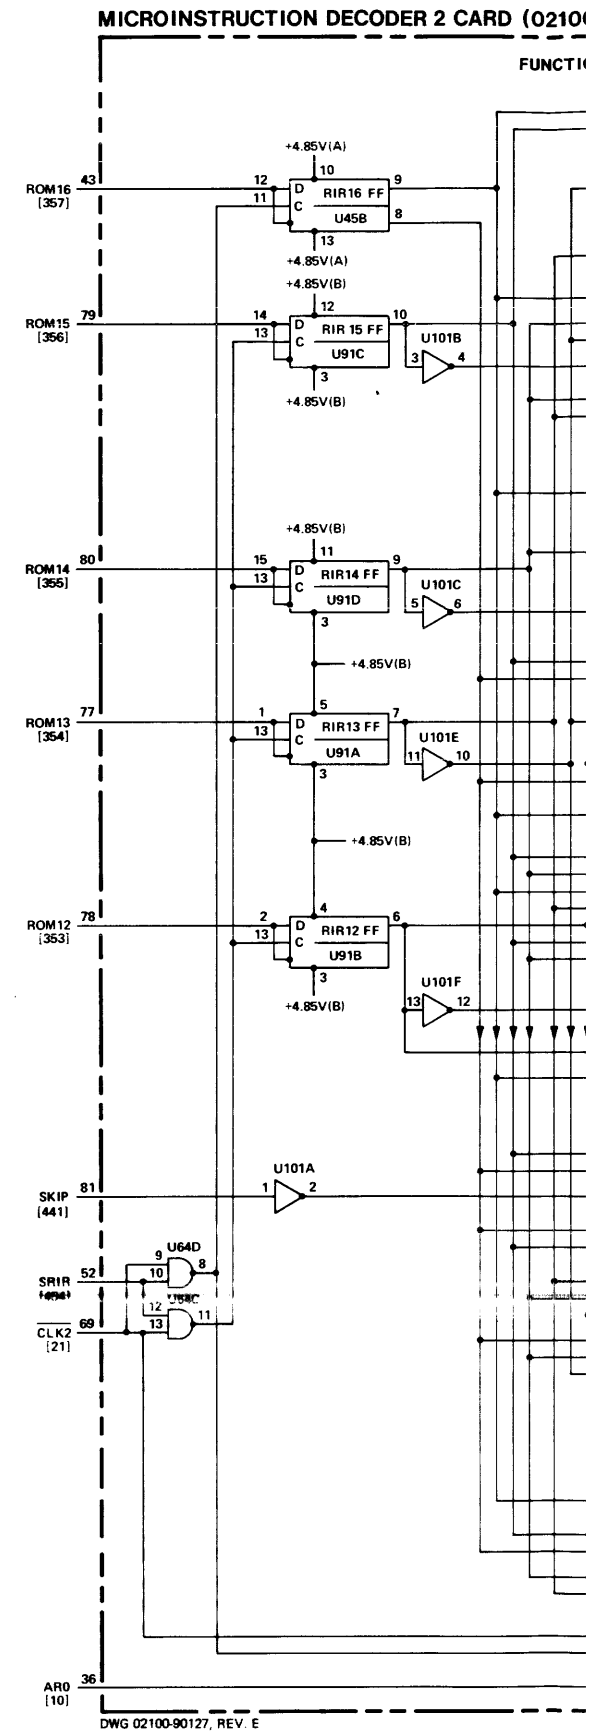 MICROINSTRUCTION DECODER 2 CARD (0210
FUNCTI
+4.85V(A)
10
ROM16 43 12 D RIR16 FF 9
[357] 11 C U45B 8
13
+4.85V(A)
+4.85V(B)
12
ROM15 79 14 D RIR 15 FF 10
[356] 13 C U91C U101B 3 4
3
+4.85V(B)
+4.85V(B)
11
ROM14 80 15 D RIR14 FF 9
[355] 13 C U91D U101C 5 6
3
+4.85V(B)
5
ROM13 77 1 D RIR13 FF 7
[354] 13 C U91A U101E 11 10
3
+4.85V(B)
4
ROM12 78 2 D RIR12 FF 6
[353] 13 C U91B
3
+4.85V(B)
U101F
13 12
U101A
SKIP 81 1 2
[441]
U64D
9 8
SRIR 52 10
12 11
CLK2 69 13
[21]
AR0 36
[10]
DWG 02100-90127, REV. E